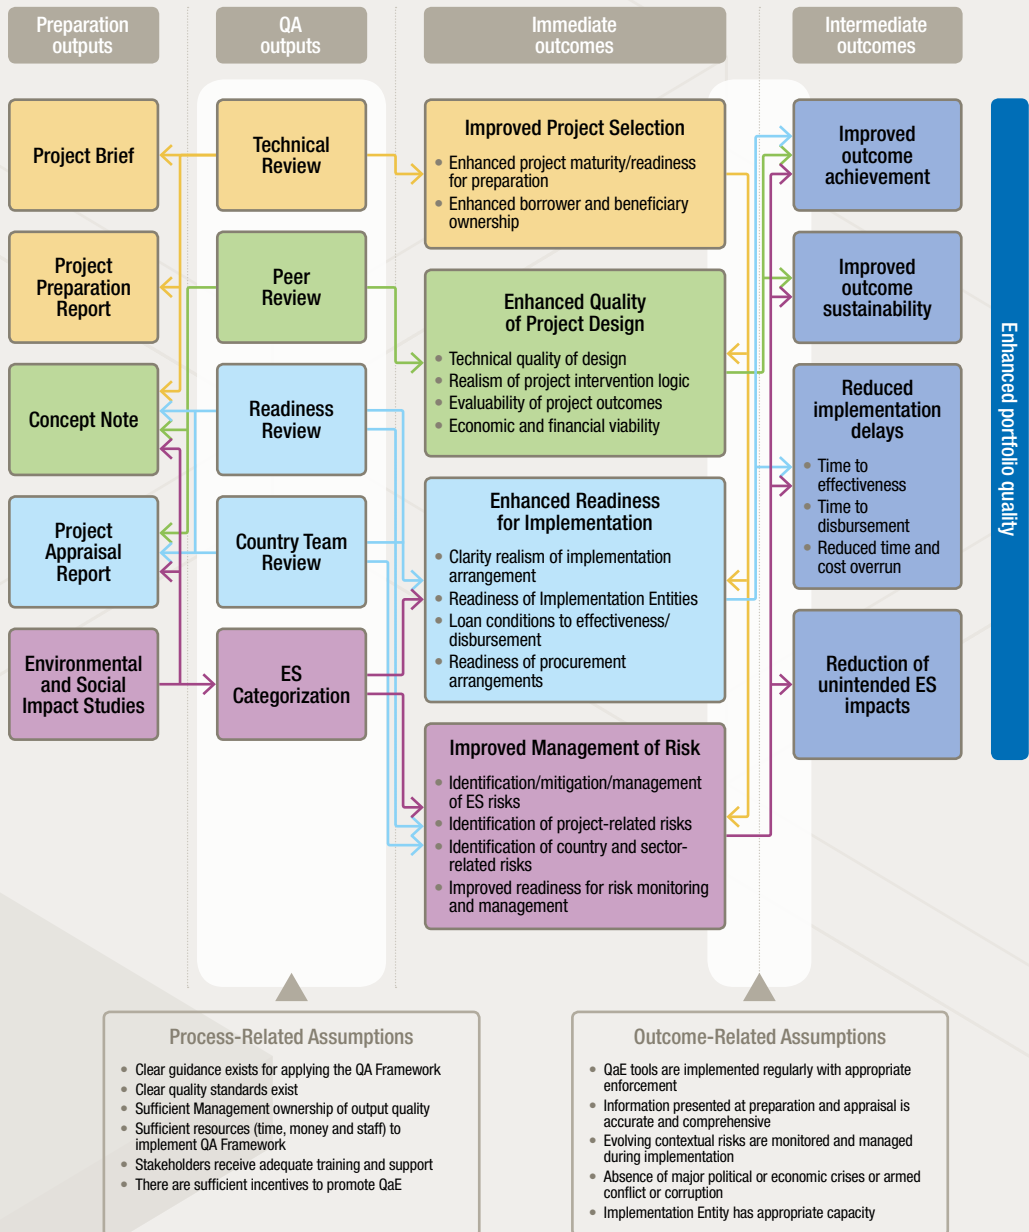 Preparation
outputs
QA
outputs
Immediate
outcomes
Intermediate
outcomes
Project Brief
Project
Preparation
Report
Concept Note
Project
Appraisal
Report
Environmental
and Social
Impact Studies
Technical
Review
Peer
Review
Readiness
Review
Country Team
Review
ES
Categorization
Improved Project Selection
• Enhanced project maturity/readiness
for preparation
• Enhanced borrower and beneficiary
ownership
Enhanced Quality
of Project Design
• Technical quality of design
• Realism of project intervention logic
• Evaluability of project outcomes
• Economic and financial viability
Enhanced Readiness
for Implementation
• Clarity realism of implementation
arrangement
• Readiness of Implementation Entities
• Loan conditions to effectiveness/
disbursement
• Readiness of procurement
arrangements
Improved Management of Risk
• Identification/mitigation/management
of ES risks
• Identification of project-related risks
• Identification of country and sector-
related risks
• Improved readiness for risk monitoring
and management
Improved
outcome
achievement
Improved
outcome
sustainability
Reduced
implementation
delays
• Time to
effectiveness
• Time to
disbursement
• Reduced time and
cost overrun
Reduction of
unintended ES
impacts
Enhanced portfolio quality
Process-Related Assumptions
• Clear guidance exists for applying the QA Framework
• Clear quality standards exist
• Sufficient Management ownership of output quality
• Sufficient resources (time, money and staff) to
implement QA Framework
• Stakeholders receive adequate training and support
• There are sufficient incentives to promote QaE
Outcome-Related Assumptions
• QaE tools are implemented regularly with appropriate
enforcement
• Information presented at preparation and appraisal is
accurate and comprehensive
• Evolving contextual risks are monitored and managed
during implementation
• Absence of major political or economic crises or armed
conflict or corruption
• Implementation Entity has appropriate capacity